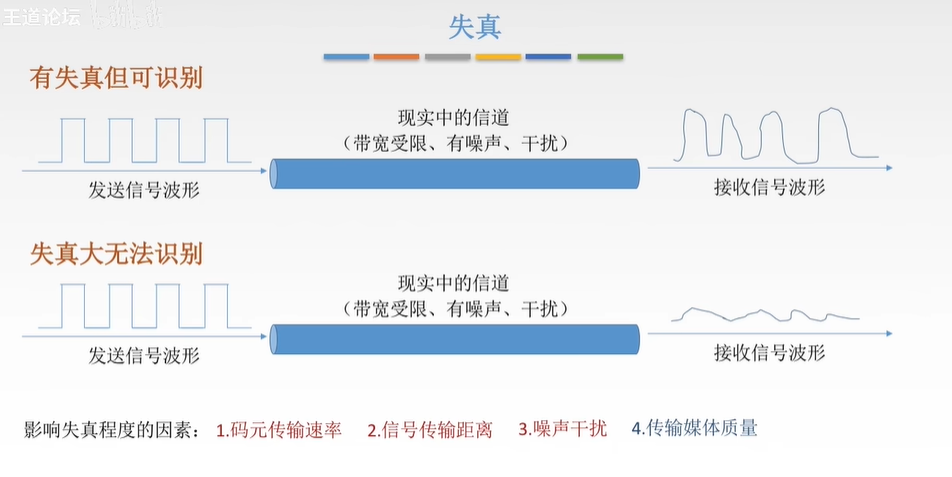 王道论坛
失真
有失真但可识别
现实中的信道
（带宽受限、有噪声、干扰）
发送信号波形
接收信号波形
失真大无法识别
现实中的信道
（带宽受限、有噪声、干扰）
发送信号波形
接收信号波形
影响失真程度的因素： 1.码元传输速率 2.信号传输距离 3.噪声干扰 4.传输媒体质量